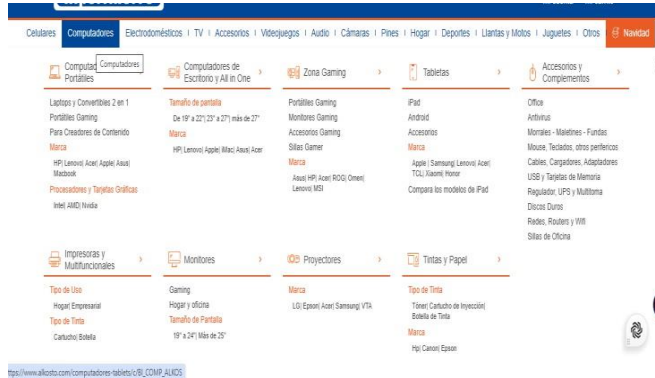 Celulares Computadores Electrodomésticos TV Accesorios Videojuegos Audio Cámaras Pines Hogar Deportes Llantas y Motos Juguetes Otros Navidad
Computadores
Portátiles
Laptops y Convertibles 2 en 1
Portátiles Gaming
Para Creadores de Contenido
Marca
HP| Lenovo| Acer| Apple| Asus|
Macbook
Procesadores y Tarjetas Gráficas
Intel| AMD| Nvidia
Computadores de
Escritorio y All in One
Tamaño de pantalla
De 19" a 22"| 23" a 27"| más de 27"
Marca
HP| Lenovo| Apple| iMac| Asus| Acer
Zona Gaming
Portátiles Gaming
Monitores Gaming
Accesorios Gaming
Sillas Gamer
Marca
Asus| HP| Acer| ROG| Omen|
Lenovo| MSI
Tabletas
iPad
Android
Accesorios
Marca
Apple | Samsung| Lenovo| Acer|
TCL| Xiaomi| Honor
Compara los modelos de iPad
Accesorios y
Complementos
Office
Antivirus
Morrales - Maletines - Fundas
Mouse, Teclados, otros perifericos
Cables, Cargadores, Adaptadores
USB y Tarjetas de Memoria
Regulador, UPS y Multitoma
Discos Duros
Redes, Routers y Wifi
Sillas de Oficina
Impresoras y
Multifuncionales
Tipo de Uso
Hogar| Empresarial
Tipo de Tinta
Cartucho| Botella
Monitores
Gaming
Hogar y oficina
Tamaño de Pantalla
19" a 24"| Más de 25"
Proyectores
Marca
LG| Epson| Acer| Samsung| VTA
Tintas y Papel
Tipo de Tinta
Tóner| Cartucho de Inyección|
Botella de Tinta
Marca
Hp| Canon| Epson
https://www.alkosto.com/computadores-tablets/c/BI_COMP_ALKOS